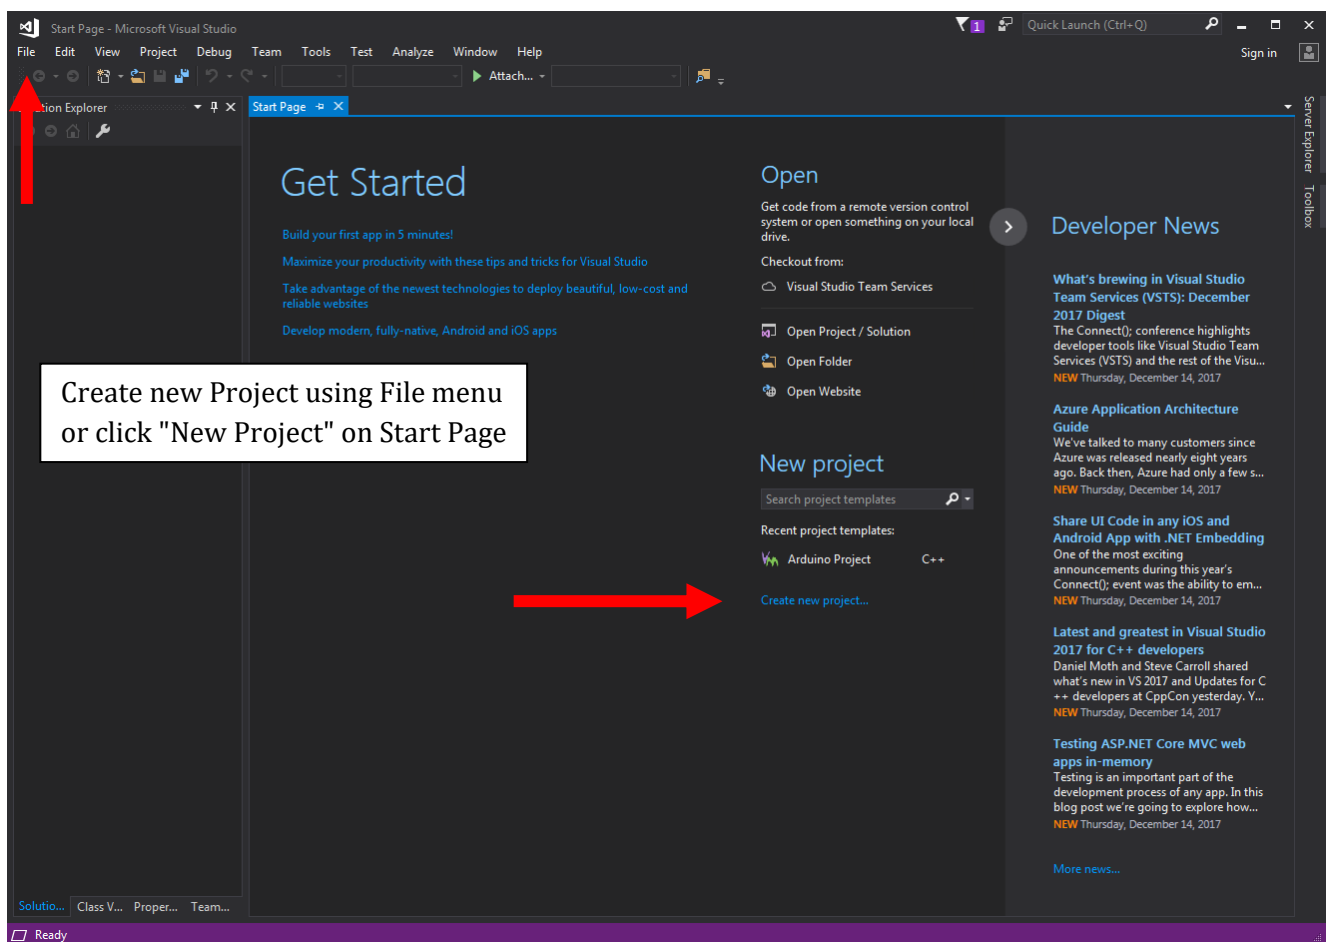 Start Page - Microsoft Visual Studio
1
Quick Launch (Ctrl+Q)
File Edit View Project Debug Team Tools Test Analyze Window Help
Sign in
Attach...
Explorer
Start Page
Server Explorer
Toolbox
Get Started
Build your first app in 5 minutes!
Maximize your productivity with these tips and tricks for Visual Studio
Take advantage of the newest technologies to deploy beautiful, low-cost and
reliable websites
Develop modern, fully-native, Android and iOS apps
Create new Project using File menu
or click "New Project" on Start Page
Open
Get code from a remote version control
system or open something on your local
drive.
Checkout from:
Visual Studio Team Services
Open Project / Solution
Open Folder
Open Website
New project
Search project templates
Recent project templates:
Arduino Project C++
Create new project...
Developer News
What's brewing in Visual Studio
Team Services (VSTS): December
2017 Digest
The Connect(); conference highlights
developer tools like Visual Studio Team
Services (VSTS) and the rest of the Visu...
NEW Thursday, December 14, 2017
Azure Application Architecture
Guide
We've talked to many customers since
Azure was released nearly eight years
ago. Back then, Azure had only a few s...
NEW Thursday, December 14, 2017
Share UI Code in any iOS and
Android App with .NET Embedding
One of the most exciting
announcements during this year's
Connect(); event was the ability to em...
NEW Thursday, December 14, 2017
Latest and greatest in Visual Studio
2017 for C++ developers
Daniel Moth and Steve Carroll shared
what's new in VS 2017 and Updates for C
++ developers at CppCon yesterday. Y...
NEW Thursday, December 14, 2017
Testing ASP.NET Core MVC web
apps in-memory
Testing is an important part of the
development process of any app. In this
blog post we're going to explore how...
NEW Thursday, December 14, 2017
More news...
Solutio... Class V... Proper... Team...
Ready